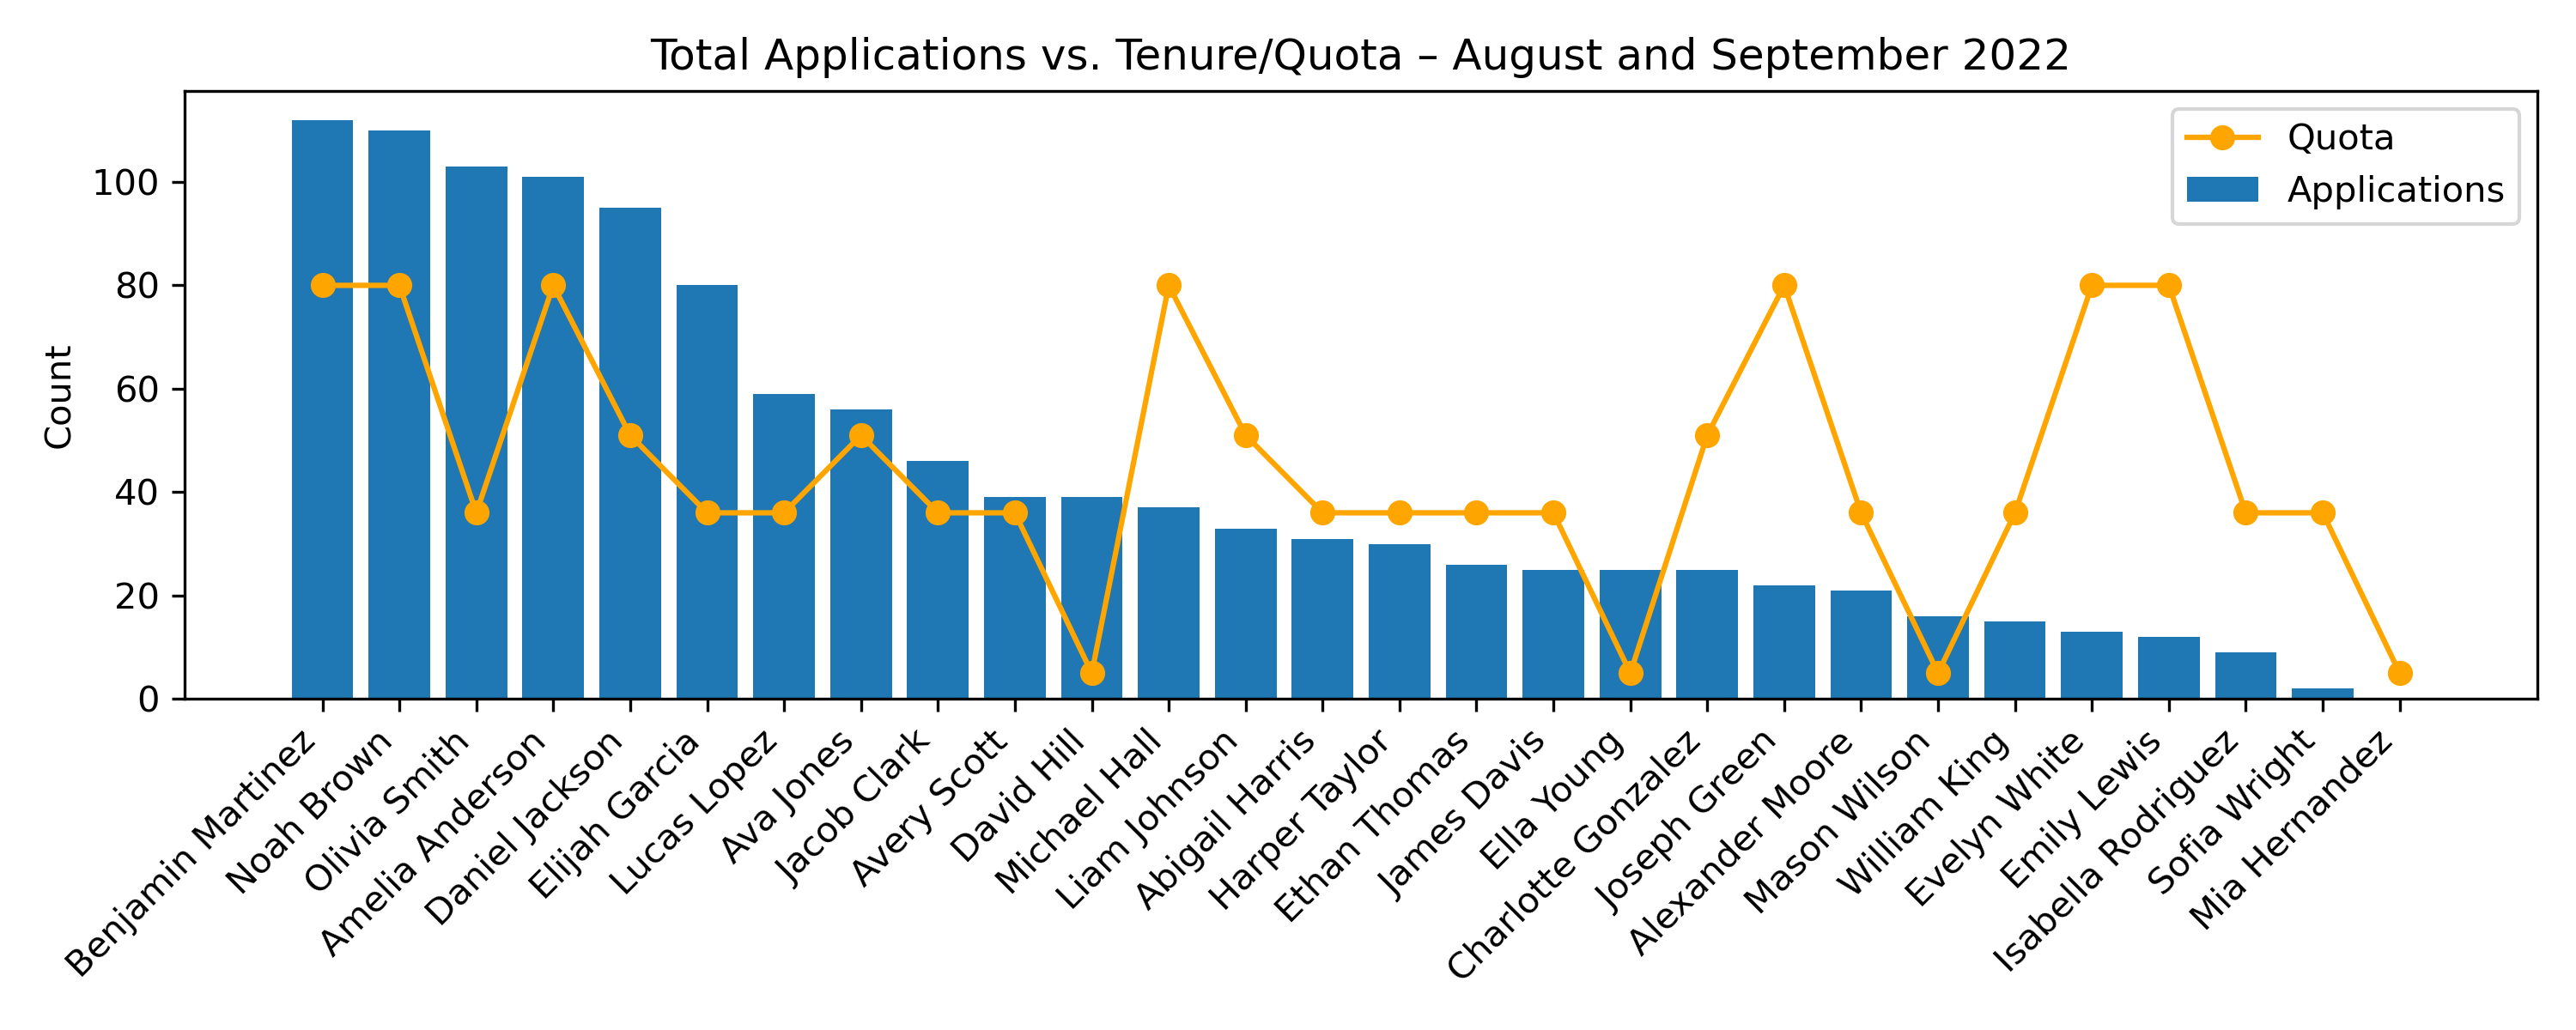 Total Applications vs. Tenure/Quota – August and September 2022
Quota
Applications
Count
100
80
60
40
20
0
Benjamin Martinez
Noah Brown
Olivia Smith
Amelia Anderson
Daniel Jackson
Elijah Garcia
Lucas Lopez
Ava Jones
Jacob Clark
Avery Scott
David Hill
Michael Hall
Liam Johnson
Abigail Harris
Harper Taylor
Ethan Thomas
James Davis
Ella Young
Charlotte Gonzalez
Joseph Green
Alexander Moore
Mason Wilson
William King
Evelyn White
Emily Lewis
Isabella Rodriguez
Sofia Wright
Mia Hernandez